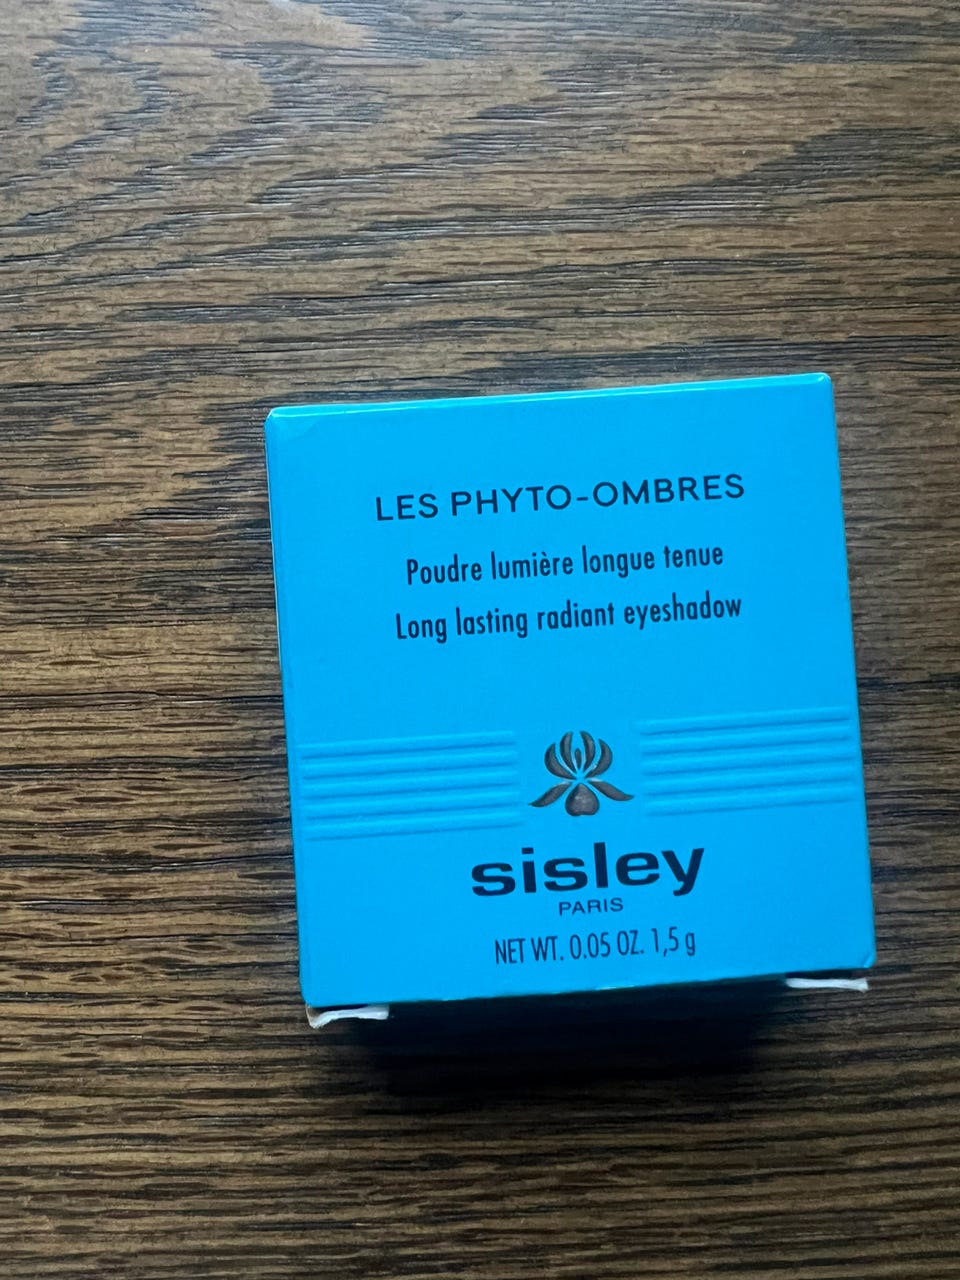 LES PHYTO-OMBRES
Poudre lumière longue tenue
Long lasting radiant eyeshadow
sisley
PARIS
NET WT. 0.05 OZ. 1,5 g